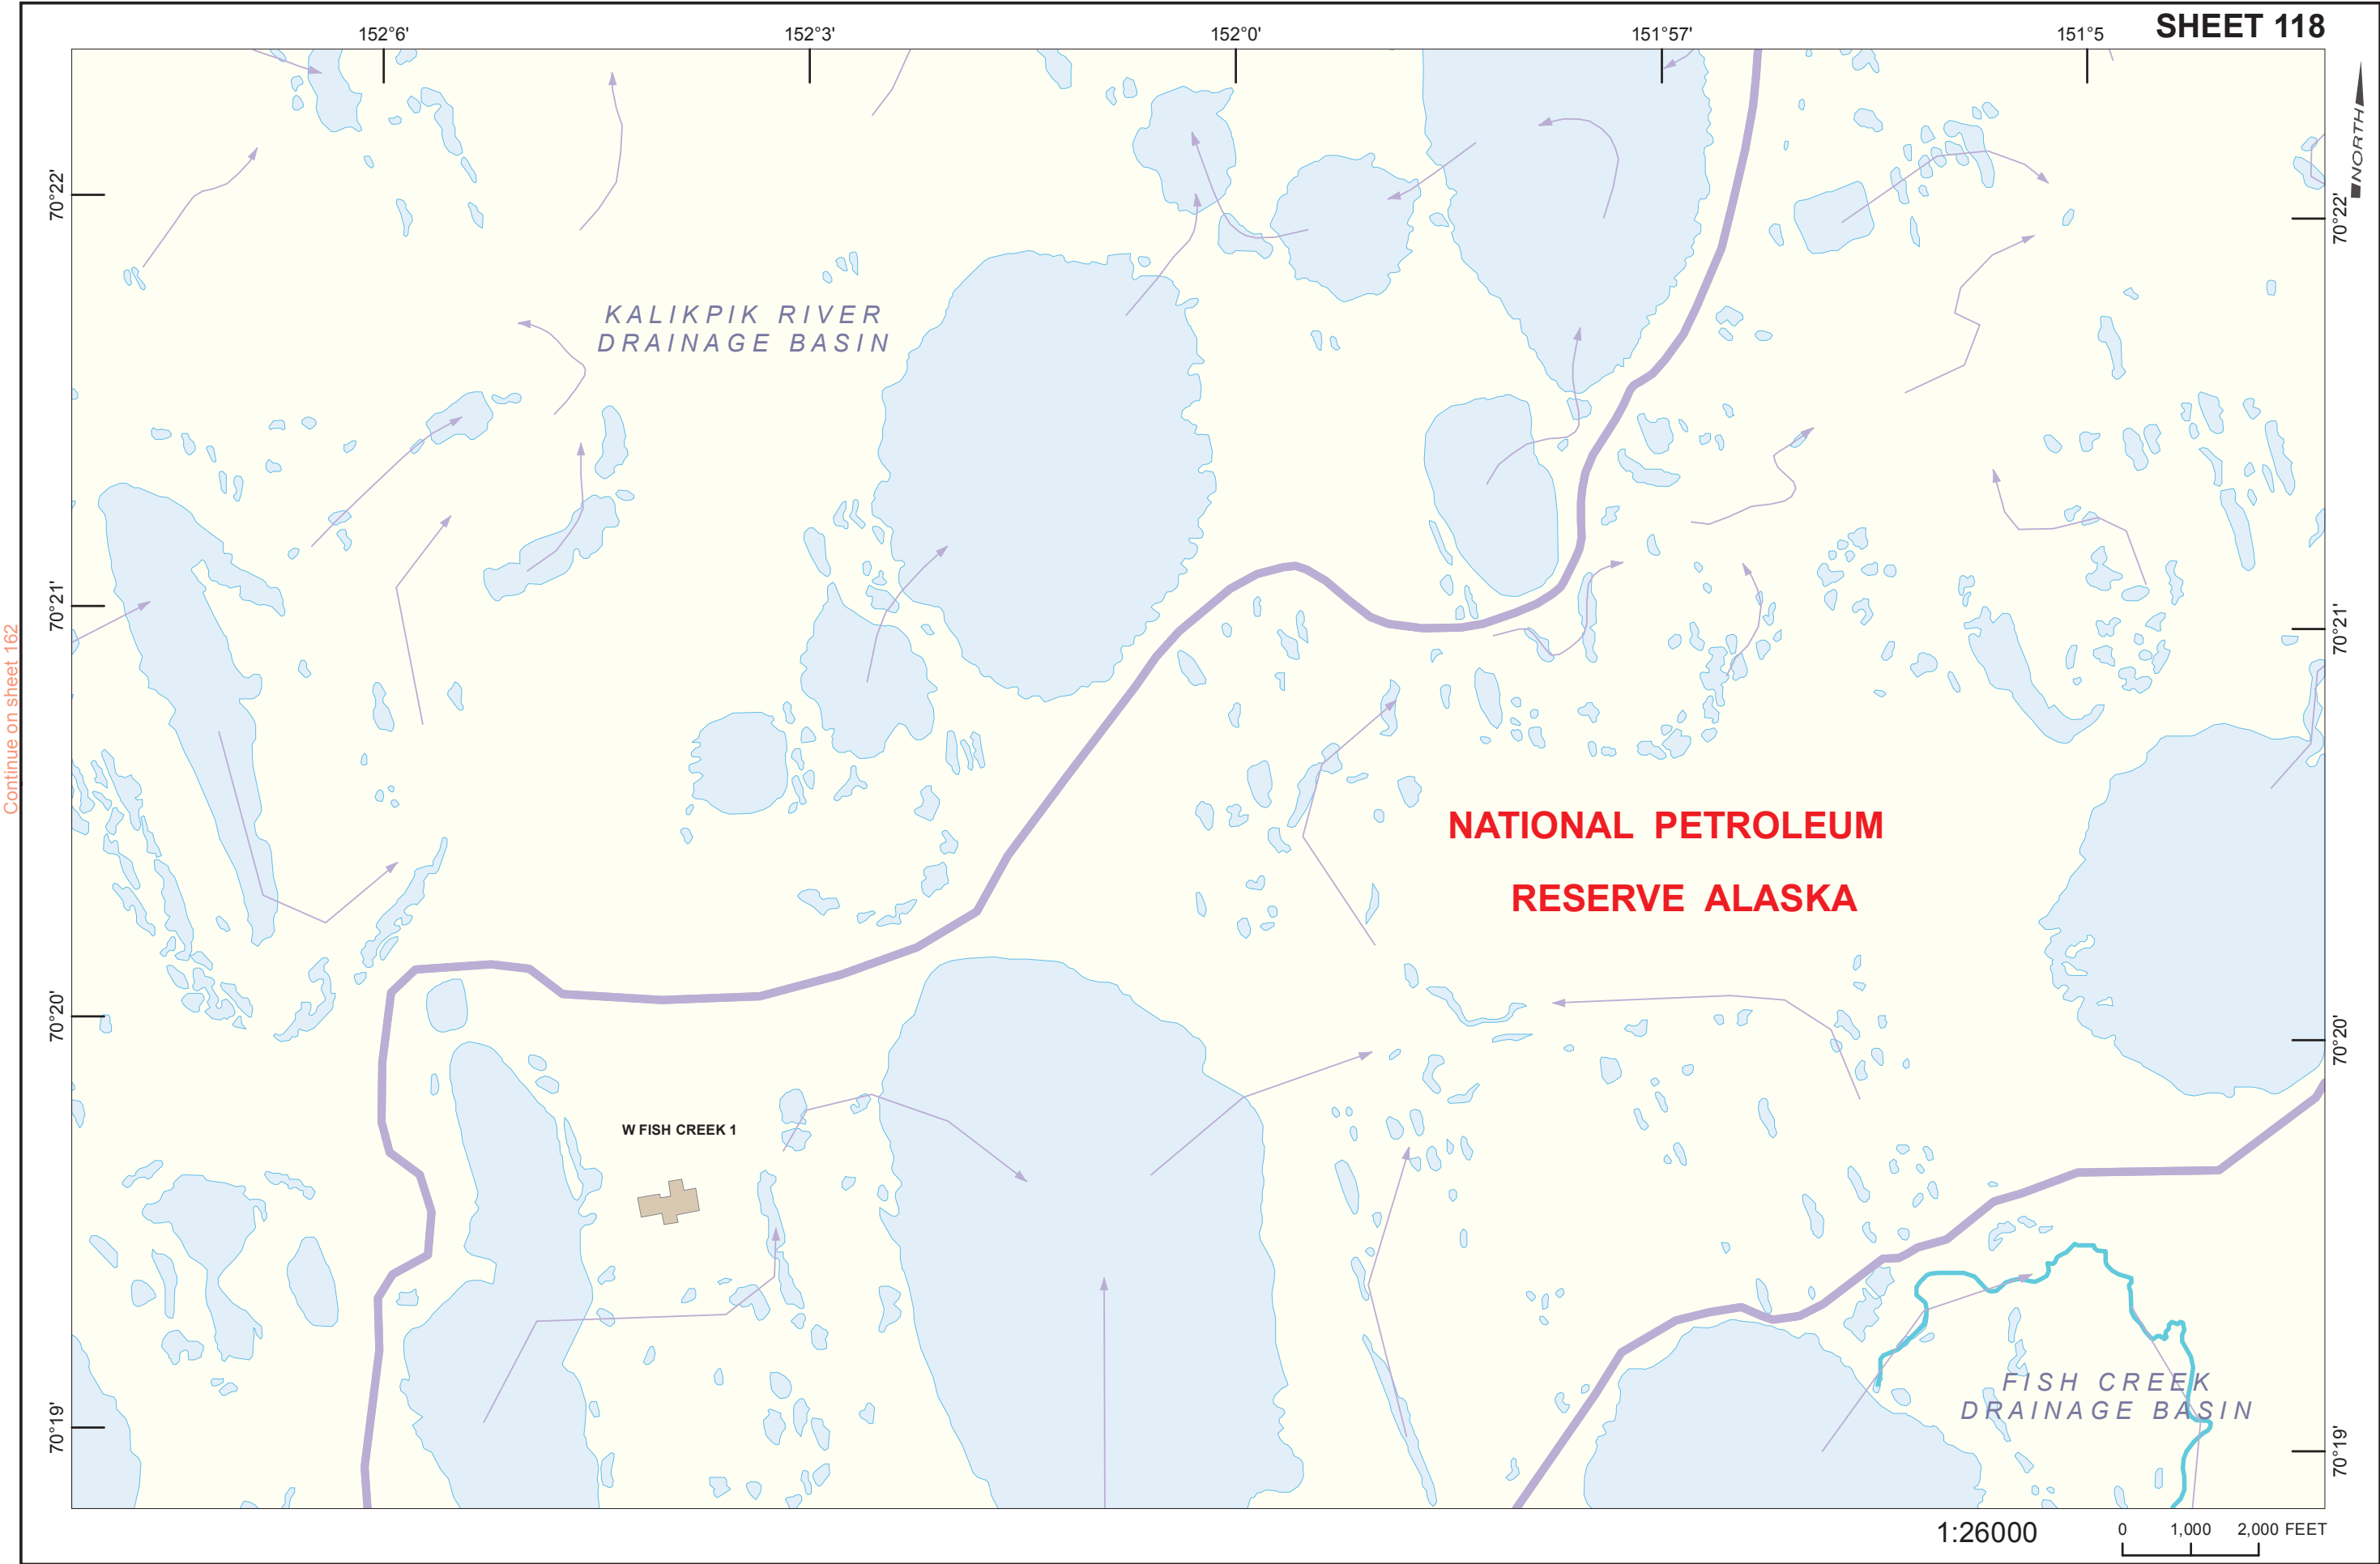 SHEET 118
152°6'
152°3'
152°0'
151°57'
151°5
NORTH
70°22'
70°22'
KALIKPIK RIVER
DRAINAGE BASIN
70°21'
70°21'
Continue on sheet 162
NATIONAL PETROLEUM
RESERVE ALASKA
70°20'
70°20'
W FISH CREEK 1
FISH CREEK
DRAINAGE BASIN
70°19'
70°19'
1:26000
0 1,000 2,000 FEET